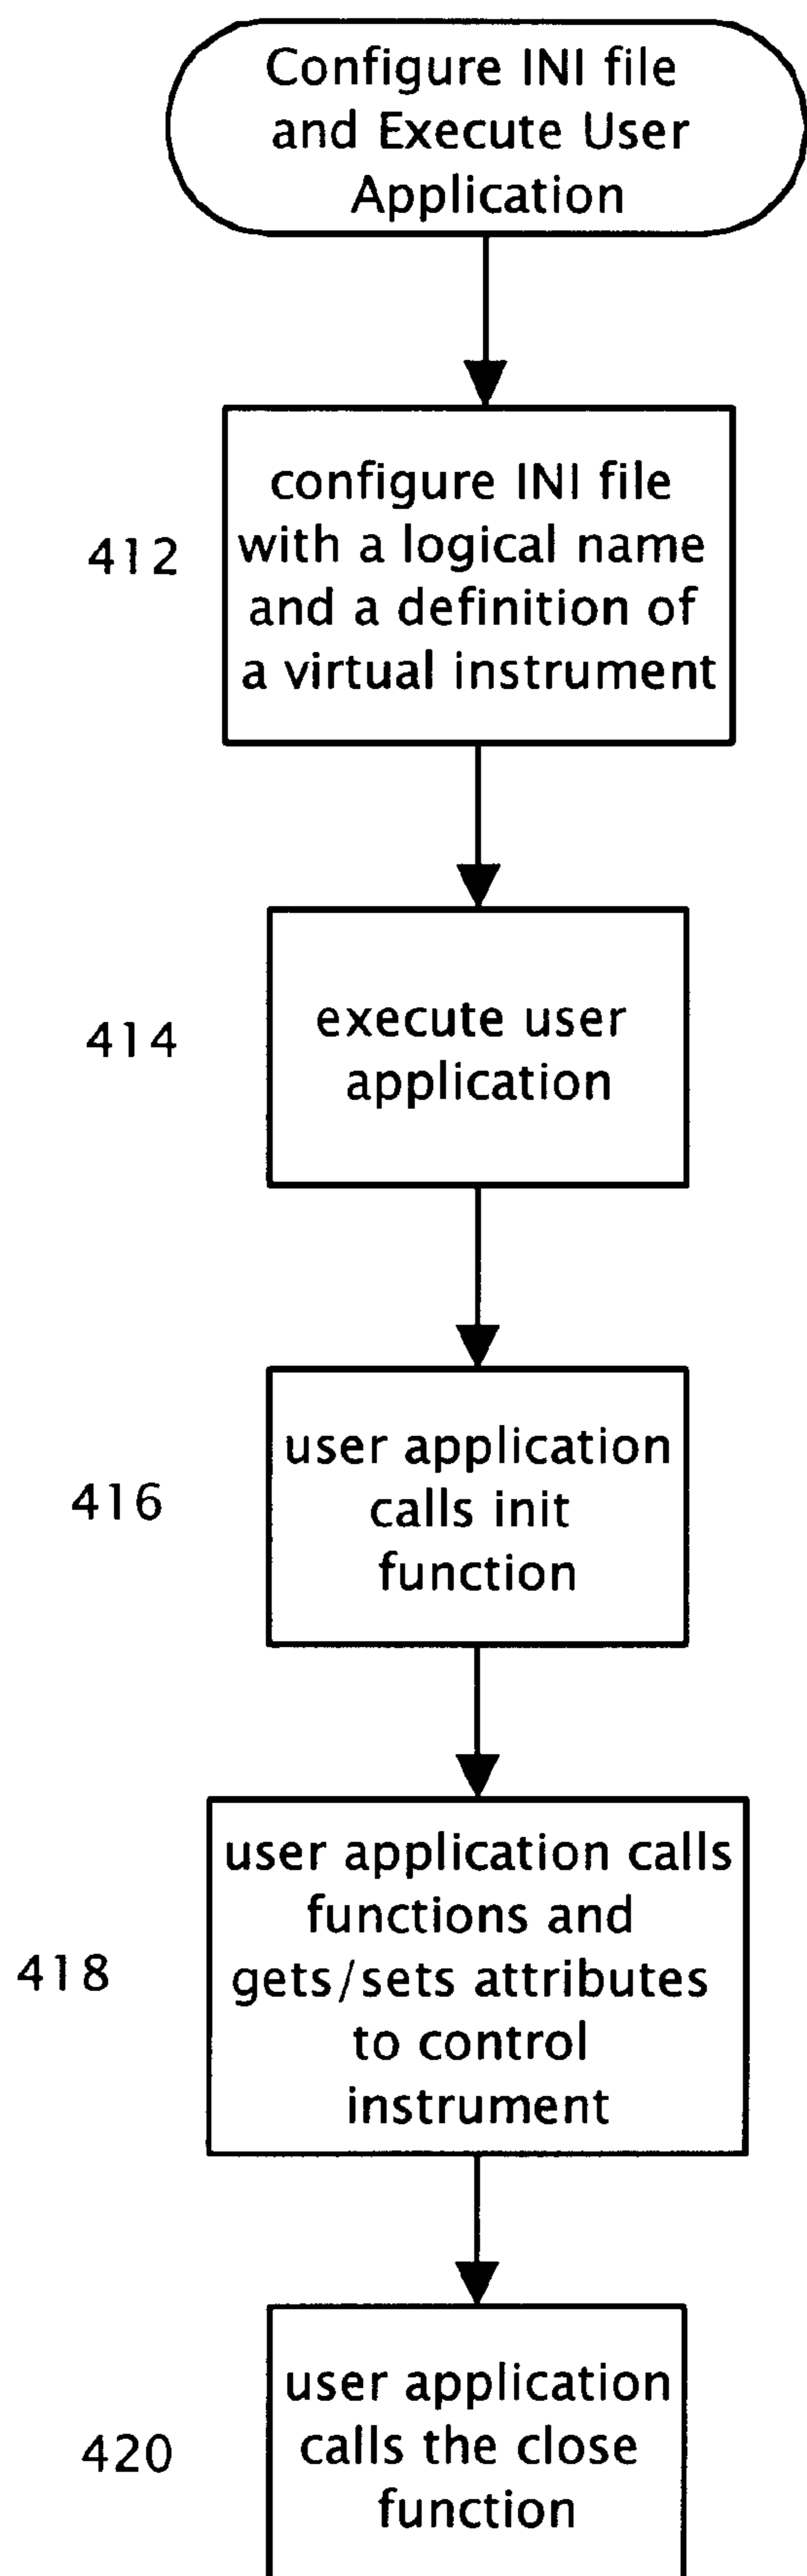 Configure INI file
and Execute User
Application
412
configure INI file
with a logical name
and a definition of
a virtual instrument
414
execute user
application
416
user application
calls init
function
418
user application calls
functions and
gets/sets attributes
to control
instrument
420
user application
calls the close
function